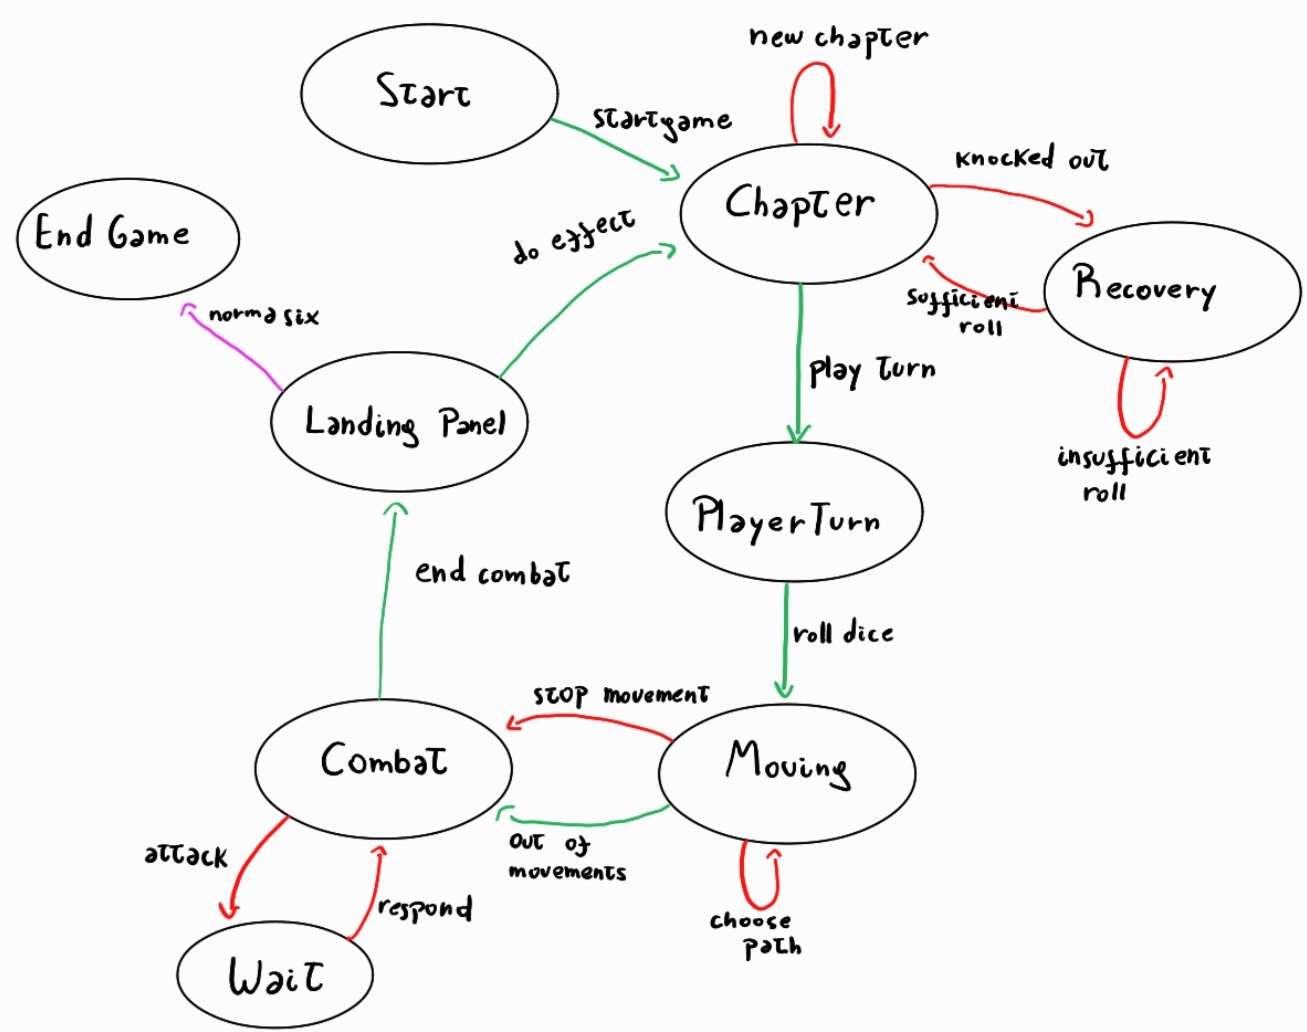 new chapter
Start
startgame
Knocked out
Chapter
End Game
do effect
Recovery
sufficient
roll
norma six
play turn
Landing Panel
insufficient
roll
PlayerTurn
end combat
roll dice
stop movement
Combat
Moving
out of
movements
attack
respond
choose
path
Wait